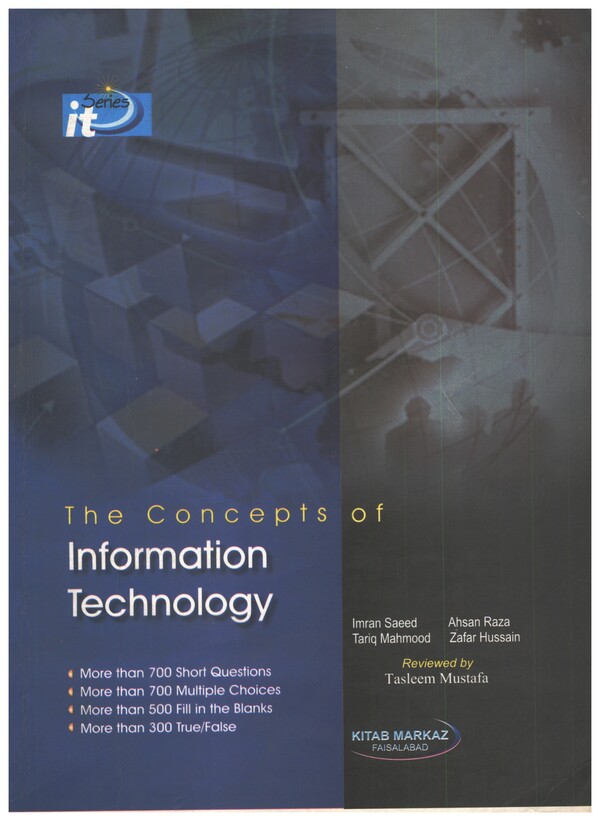 Series
it
The Concepts of
Information
Technology
More than 700 Short Questions
More than 700 Multiple Choices
More than 500 Fill in the Blanks
More than 300 True/False
Imran Saeed Ahsan Raza
Tariq Mahmood Zafar Hussain
Reviewed by
Tasleem Mustafa
KITAB MARKAZ
FAISALABAD